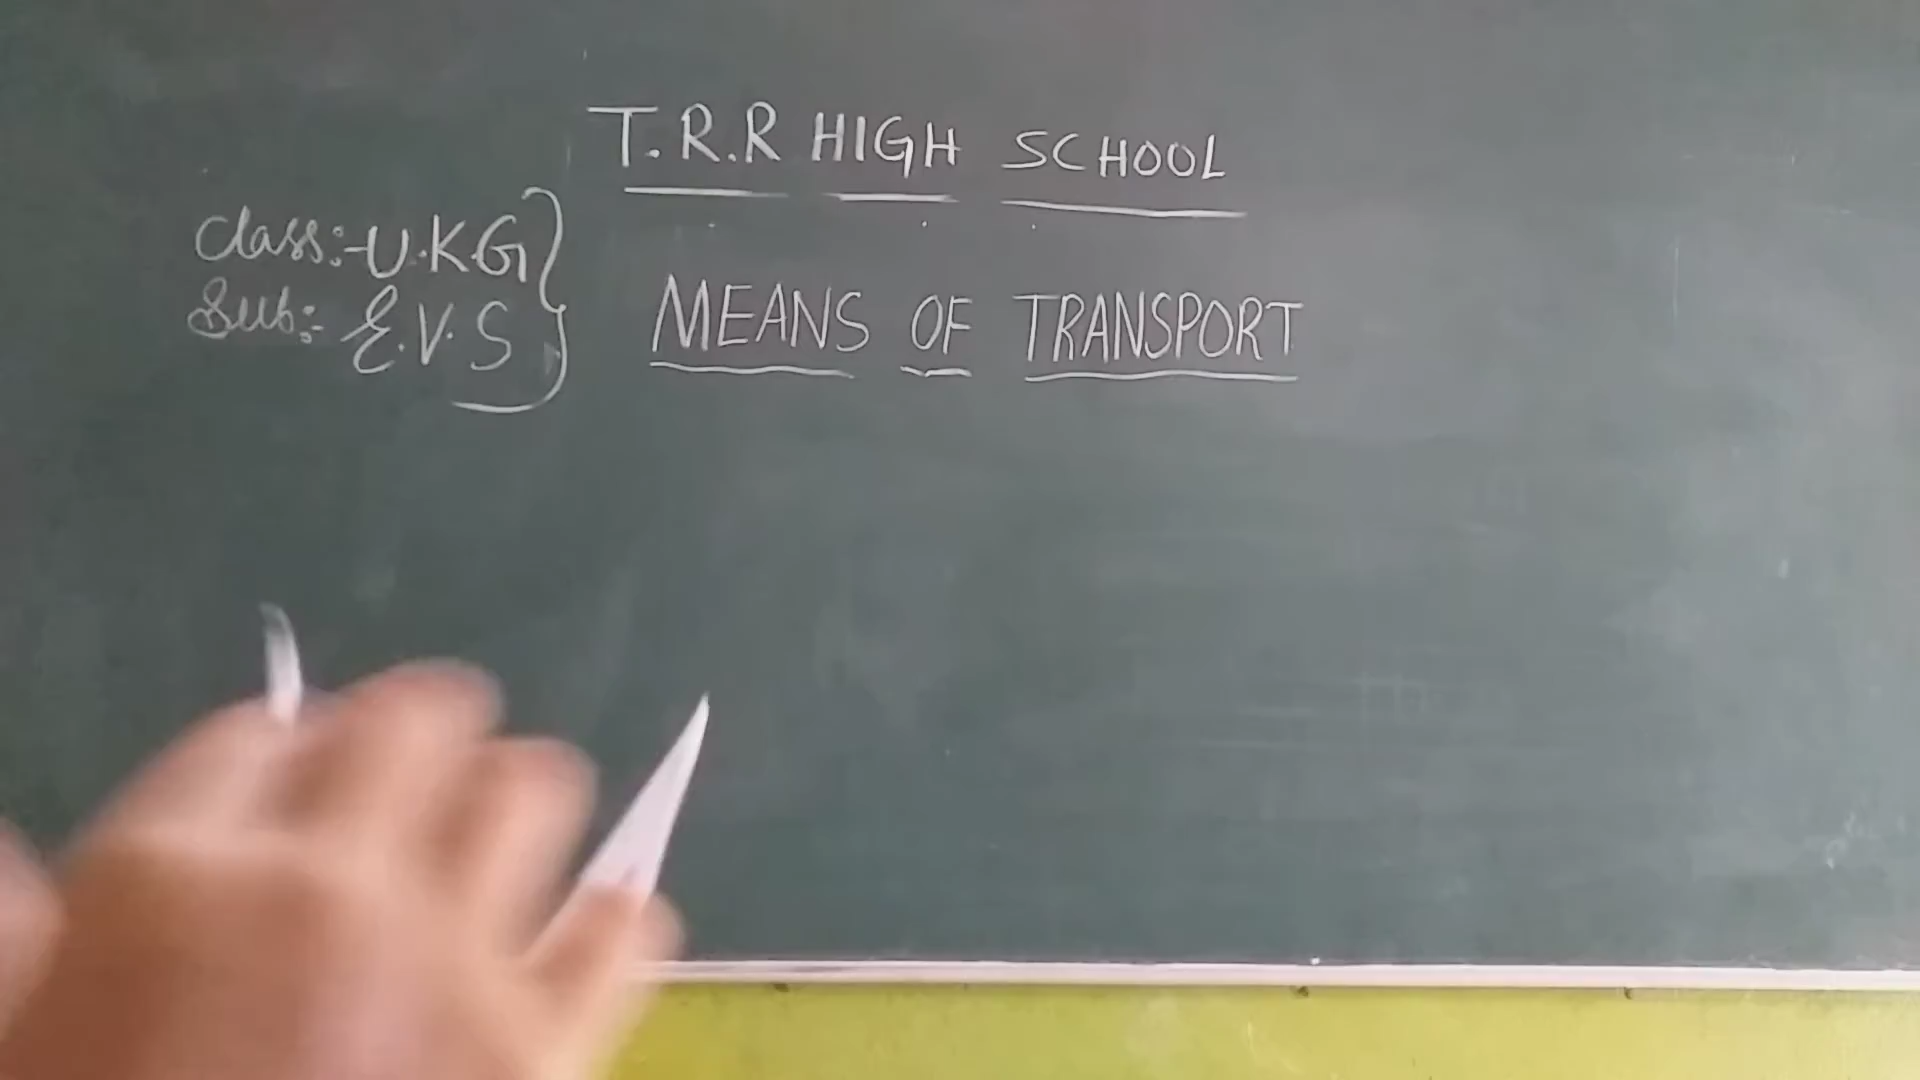 T.R.R HIGH SCHOOL
Class:-U.K.G
Sub:- E.V.S
MEANS OF TRANSPORT